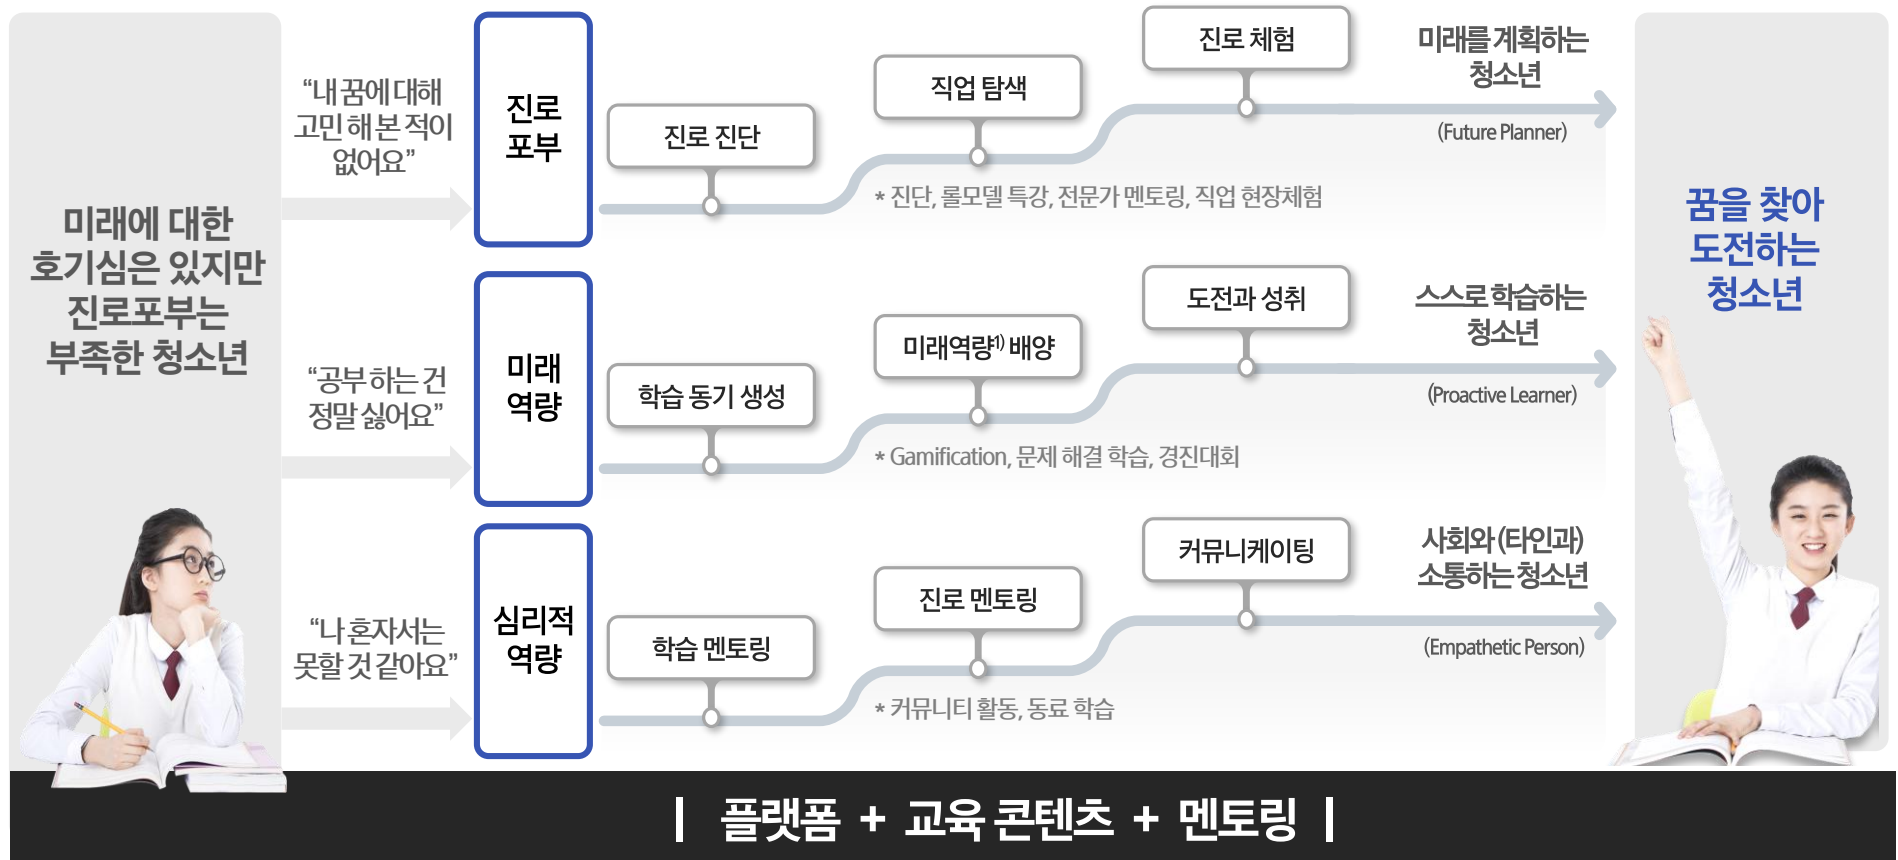 미래에 대한
호기심은 있지만
진로포부는
부족한 청소년
“내 꿈에 대해
고민 해 본 적이
없어요”
진로
포부
진로 진단
직업 탐색
진로 체험
* 진단, 롤모델 특강, 전문가 멘토링, 직업 현장체험
미래를 계획하는
청소년
(Future Planner)
“공부 하는 건
정말 싫어요”
미래
역량
학습 동기 생성
미래역량¹⁾ 배양
도전과 성취
* Gamification, 문제 해결 학습, 경진대회
스스로 학습하는
청소년
(Proactive Learner)
“나 혼자서는
못할 것 같아요”
심리적
역량
학습 멘토링
진로 멘토링
커뮤니케이팅
* 커뮤니티 활동, 동료 학습
사회와 (타인과)
소통하는 청소년
(Empathetic Person)
꿈을 찾아
도전하는
청소년
| 플랫폼 + 교육 콘텐츠 + 멘토링 |